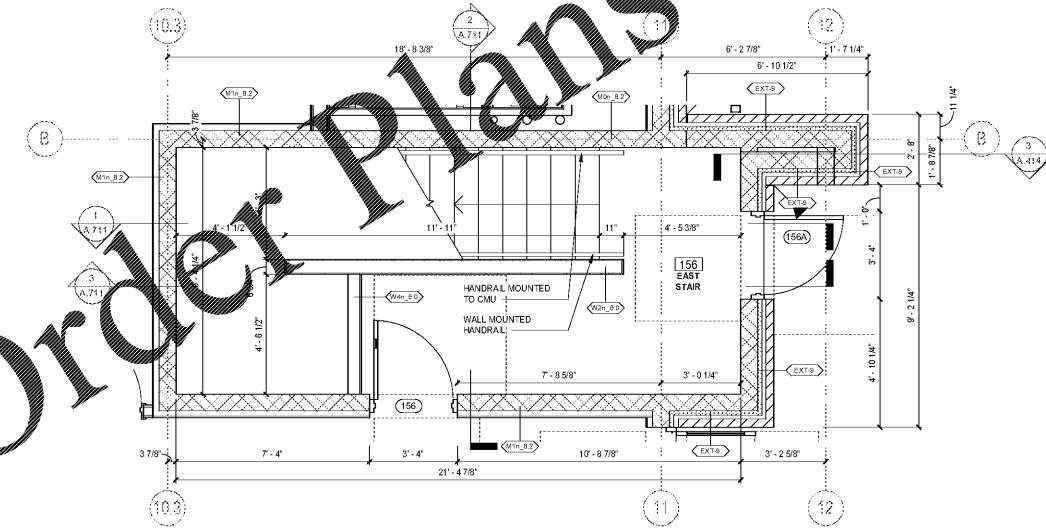 10.3
2
A.711
11
12
18' - 8 3/8"
6' - 2 7/8"
1' - 7 1/4"
6' - 10 1/2"
M1n_8.2
M0n_8.2
EXT-9
11 1/4"
3 7/8"
B
B
2' - 8"
1' - 8 7/8"
3
A.414
M1n_8.2
EXT-9
EXT-9
1
A.711
4' - 1 1/2"
11' - 11"
11"
4' - 5 3/8"
1' - 0"
156A
3' - 4"
3
A.711
156
EAST
STAIR
HANDRAIL MOUNTED
TO CMU
W4n_6.0
W2n_6.0
WALL MOUNTED
HANDRAIL
9' - 2 1/4"
4' - 6 1/2"
4' - 10 1/4"
EXT-9
7' - 8 5/8"
3' - 0 1/4"
156
M1n_8.2
EXT-9
3 7/8"
7' - 4"
3' - 4"
10' - 8 7/8"
3' - 2 5/8"
21' - 4 7/8"
10.3
11
12
Order Plans